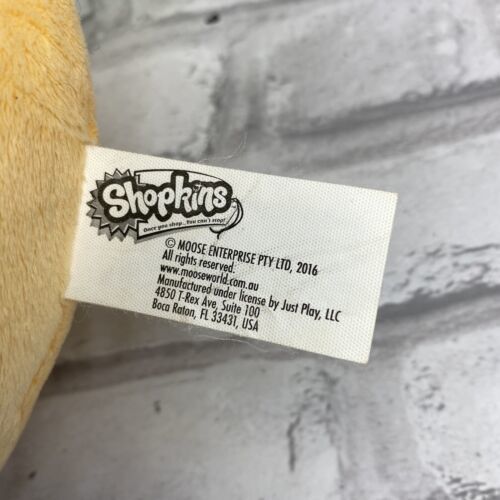 Shopkins
Once you shop... You can't stop!
© MOOSE ENTERPRISE PTY LTD, 2016
All rights reserved.
www.mooseworld.com.au
Manufactured under license by Just Play, LLC
4850 T-Rex Ave, Suite 100
Boca Raton, FL 33431, USA